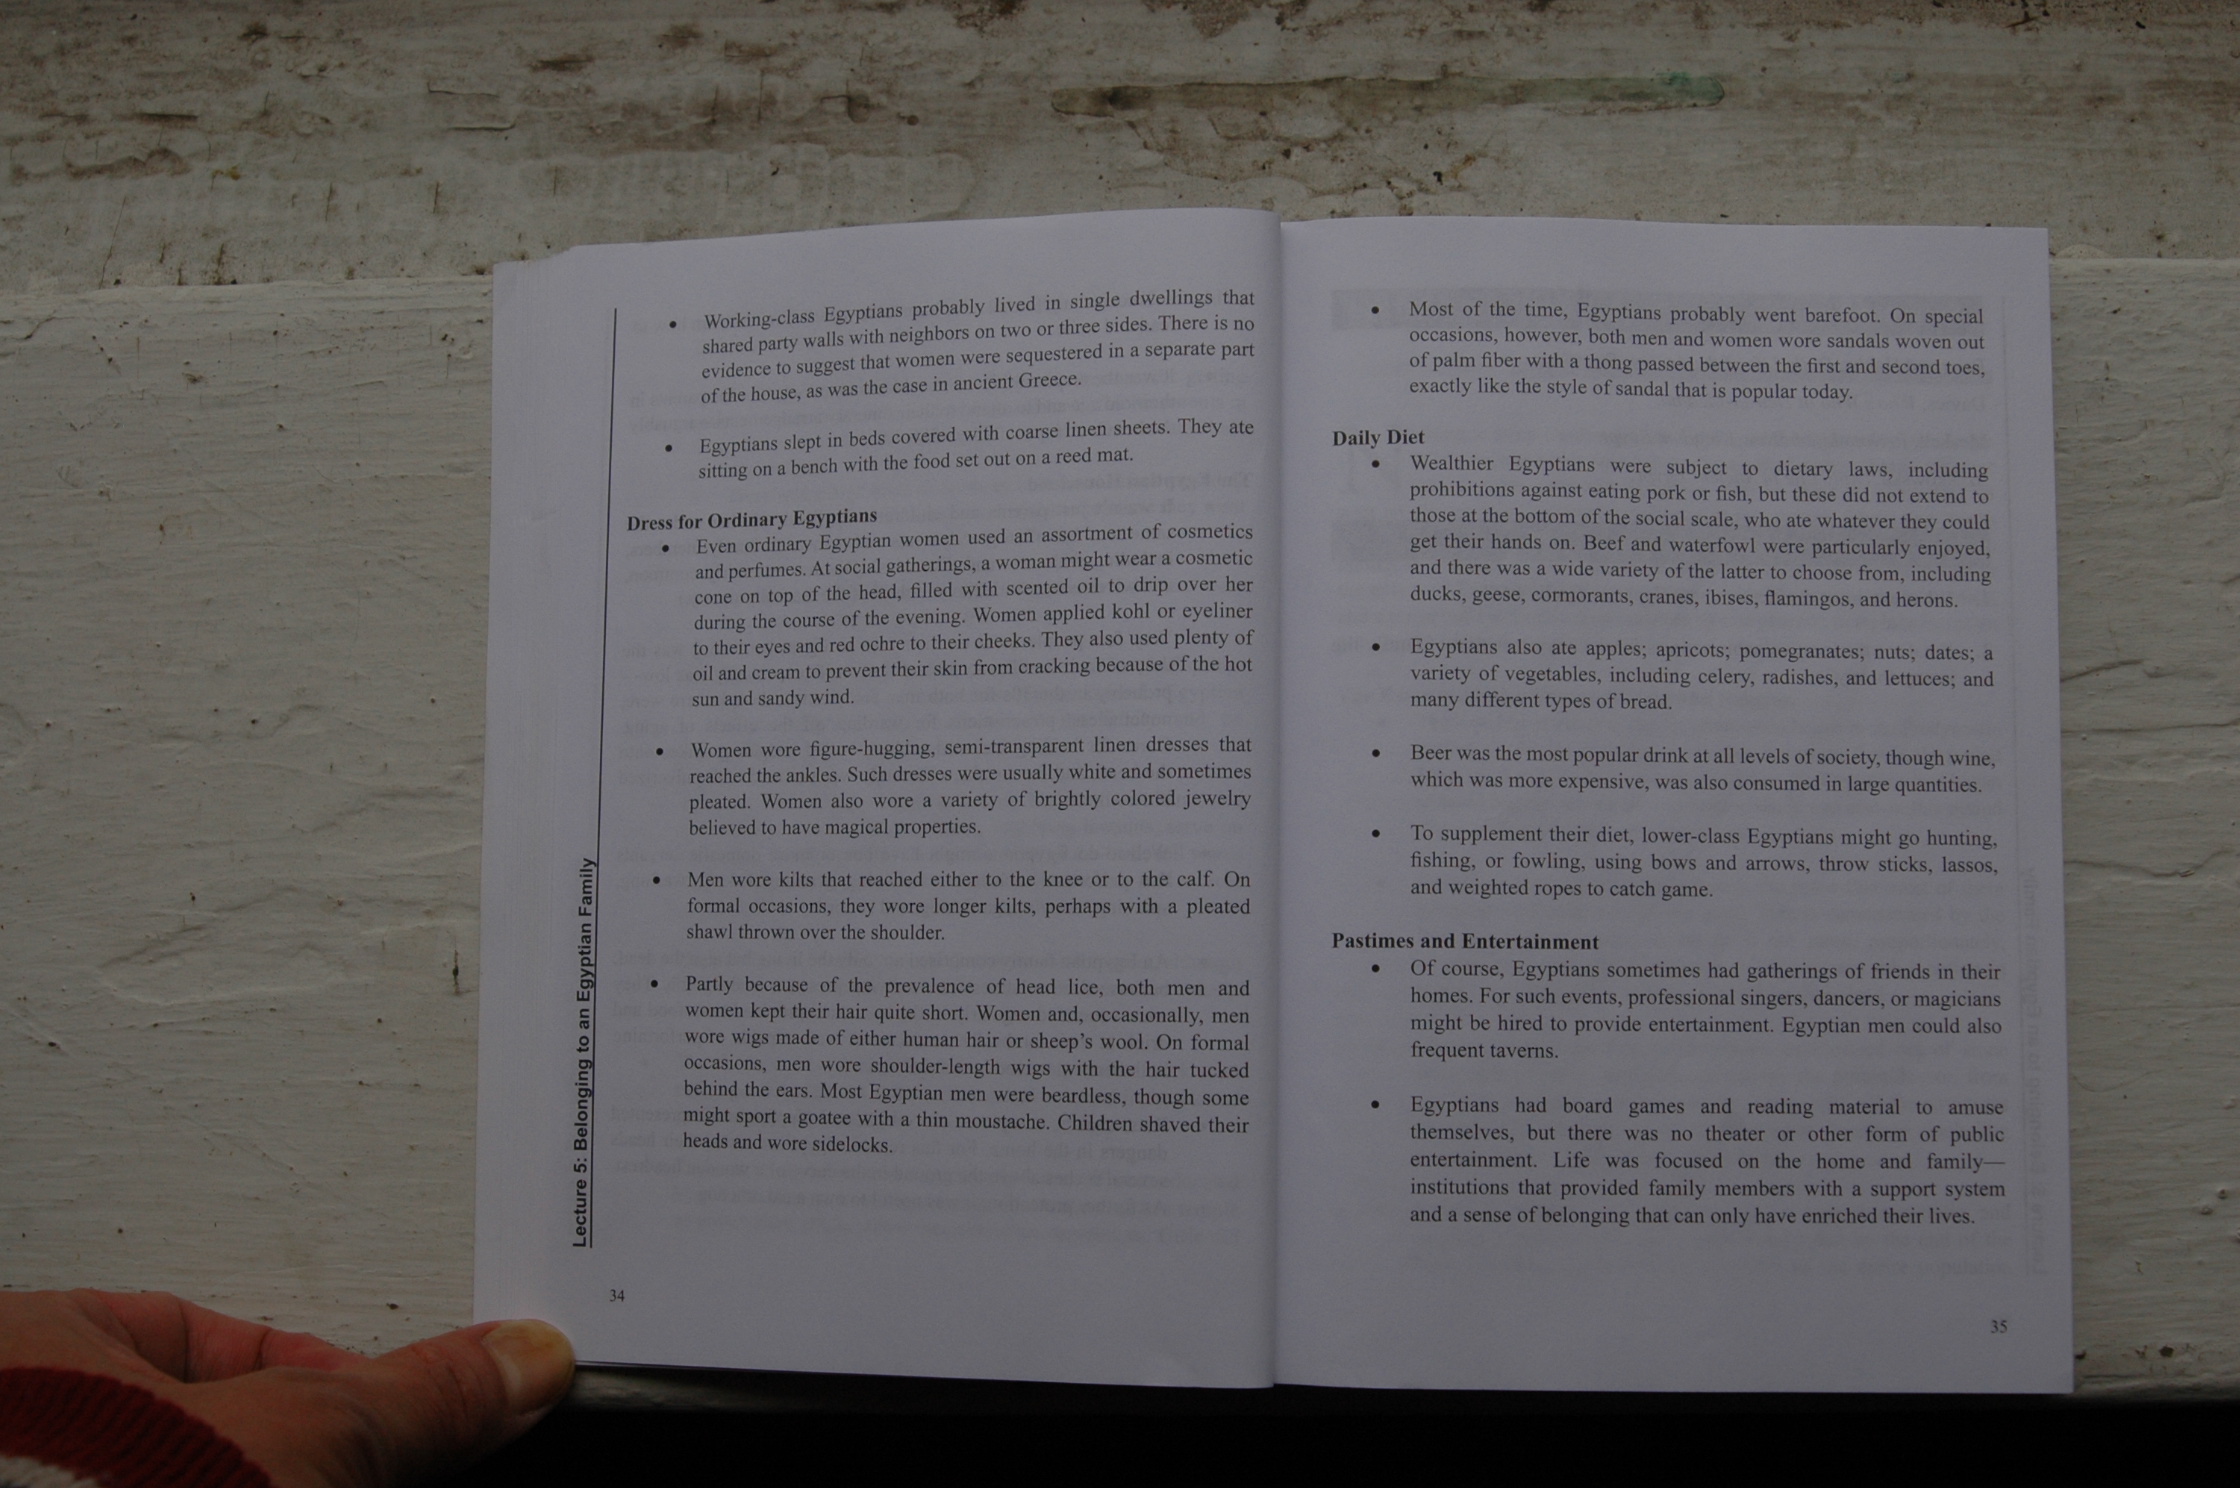 • Working-class Egyptians probably lived in single dwellings that
shared party walls with neighbors on two or three sides. There is no
evidence to suggest that women were sequestered in a separate part
of the house, as was the case in ancient Greece.
• Egyptians slept in beds covered with coarse linen sheets. They ate
sitting on a bench with the food set out on a reed mat.
Dress for Ordinary Egyptians
• Even ordinary Egyptian women used an assortment of cosmetics
and perfumes. At social gatherings, a woman might wear a cosmetic
cone on top of the head, filled with scented oil to drip over her
during the course of the evening. Women applied kohl or eyeliner
to their eyes and red ochre to their cheeks. They also used plenty of
oil and cream to prevent their skin from cracking because of the hot
sun and sandy wind.
• Women wore figure-hugging, semi-transparent linen dresses that
reached the ankles. Such dresses were usually white and sometimes
pleated. Women also wore a variety of brightly colored jewelry
believed to have magical properties.
• Men wore kilts that reached either to the knee or to the calf. On
formal occasions, they wore longer kilts, perhaps with a pleated
shawl thrown over the shoulder.
• Partly because of the prevalence of head lice, both men and
women kept their hair quite short. Women and, occasionally, men
wore wigs made of either human hair or sheep's wool. On formal
occasions, men wore shoulder-length wigs with the hair tucked
behind the ears. Most Egyptian men were beardless, though some
might sport a goatee with a thin moustache. Children shaved their
heads and wore sidelocks.
Lecture 5: Belonging to an Egyptian Family
34
• Most of the time, Egyptians probably went barefoot. On special
occasions, however, both men and women wore sandals woven out
of palm fiber with a thong passed between the first and second toes,
exactly like the style of sandal that is popular today.
Daily Diet
• Wealthier Egyptians were subject to dietary laws, including
prohibitions against eating pork or fish, but these did not extend to
those at the bottom of the social scale, who ate whatever they could
get their hands on. Beef and waterfowl were particularly enjoyed,
and there was a wide variety of the latter to choose from, including
ducks, geese, cormorants, cranes, ibises, flamingos, and herons.
• Egyptians also ate apples; apricots; pomegranates; nuts; dates; a
variety of vegetables, including celery, radishes, and lettuces; and
many different types of bread.
• Beer was the most popular drink at all levels of society, though wine,
which was more expensive, was also consumed in large quantities.
• To supplement their diet, lower-class Egyptians might go hunting,
fishing, or fowling, using bows and arrows, throw sticks, lassos,
and weighted ropes to catch game.
Pastimes and Entertainment
• Of course, Egyptians sometimes had gatherings of friends in their
homes. For such events, professional singers, dancers, or magicians
might be hired to provide entertainment. Egyptian men could also
frequent taverns.
• Egyptians had board games and reading material to amuse
themselves, but there was no theater or other form of public
entertainment. Life was focused on the home and family—
institutions that provided family members with a support system
and a sense of belonging that can only have enriched their lives.
35